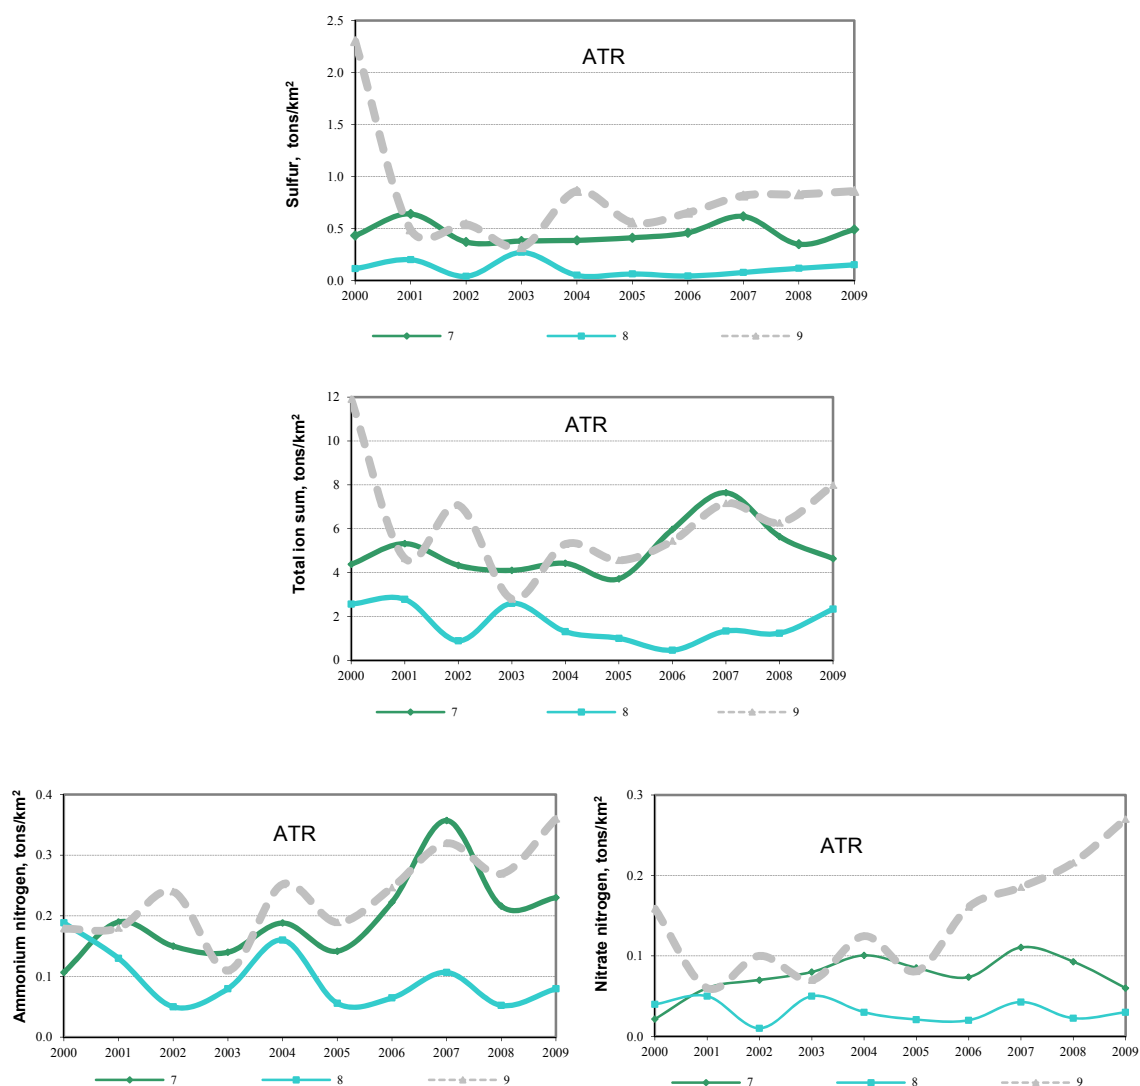 2.5
ATR
2.0
1.5
1.0
0.5
0.0
Sulfur, tons/km²
2000 2001 2002 2003 2004 2005 2006 2007 2008 2009
7 8 9
12
ATR
10
8
6
4
2
0
Total ion sum, tons/km²
2000 2001 2002 2003 2004 2005 2006 2007 2008 2009
7 8 9
0.4
ATR
0.3
0.2
0.1
0.0
Ammonium nitrogen, tons/km²
2000 2001 2002 2003 2004 2005 2006 2007 2008 2009
7 8 9
0.3
ATR
0.2
0.1
0.0
Nitrate nitrogen, tons/km²
2000 2001 2002 2003 2004 2005 2006 2007 2008 2009
7 8 9